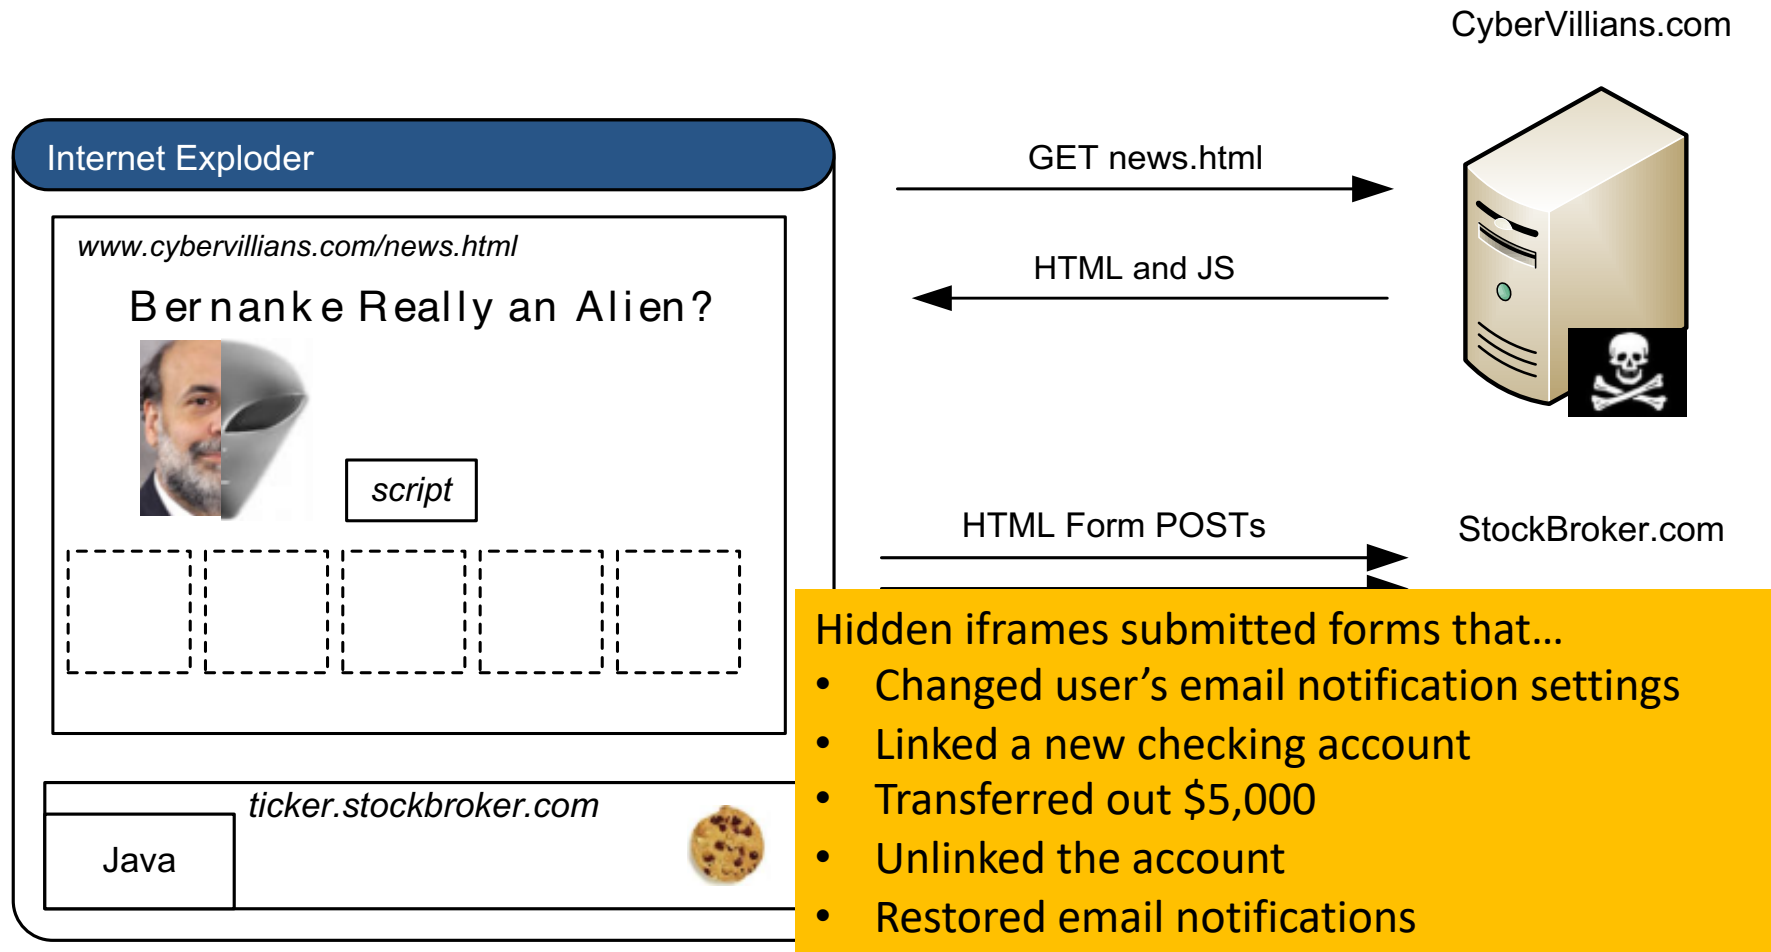 CyberVillians.com
Internet Exploder
GET news.html
www.cybervillians.com/news.html
HTML and JS
Bernanke Really an Alien?
script
HTML Form POSTs
StockBroker.com
Hidden iframes submitted forms that…
• Changed user’s email notification settings
• Linked a new checking account
• Transferred out $5,000
• Unlinked the account
• Restored email notifications
ticker.stockbroker.com
Java